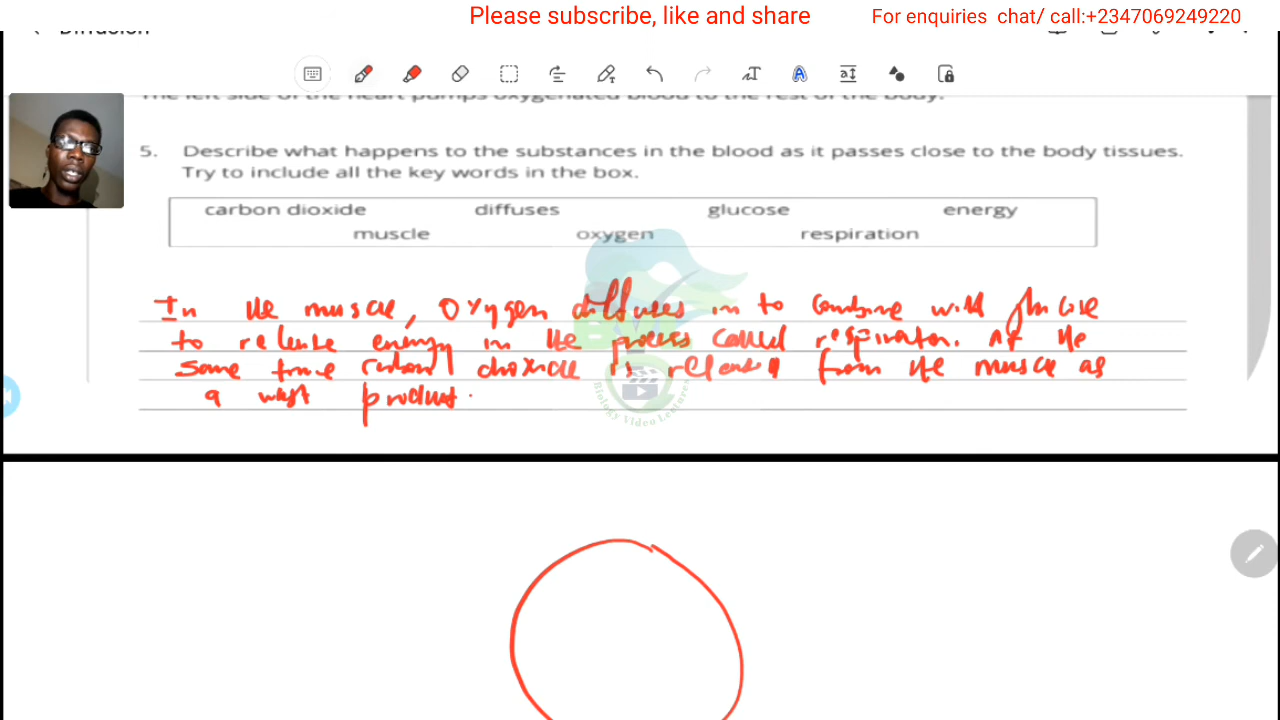 Please subscribe, like and share
For enquiries chat/ call:+2347069249220
Diffusion
The left side of the heart pumps oxygenated blood to the rest of the body.
5. Describe what happens to the substances in the blood as it passes close to the body tissues.
Try to include all the key words in the box.
carbon dioxide diffuses glucose energy
muscle oxygen respiration
In the muscle, oxygen diffuses in to combine with glucose
to release energy in the process called respiration. At the
same time carbon dioxide is released from the muscle as
a waste product.
Biology Video Lectures